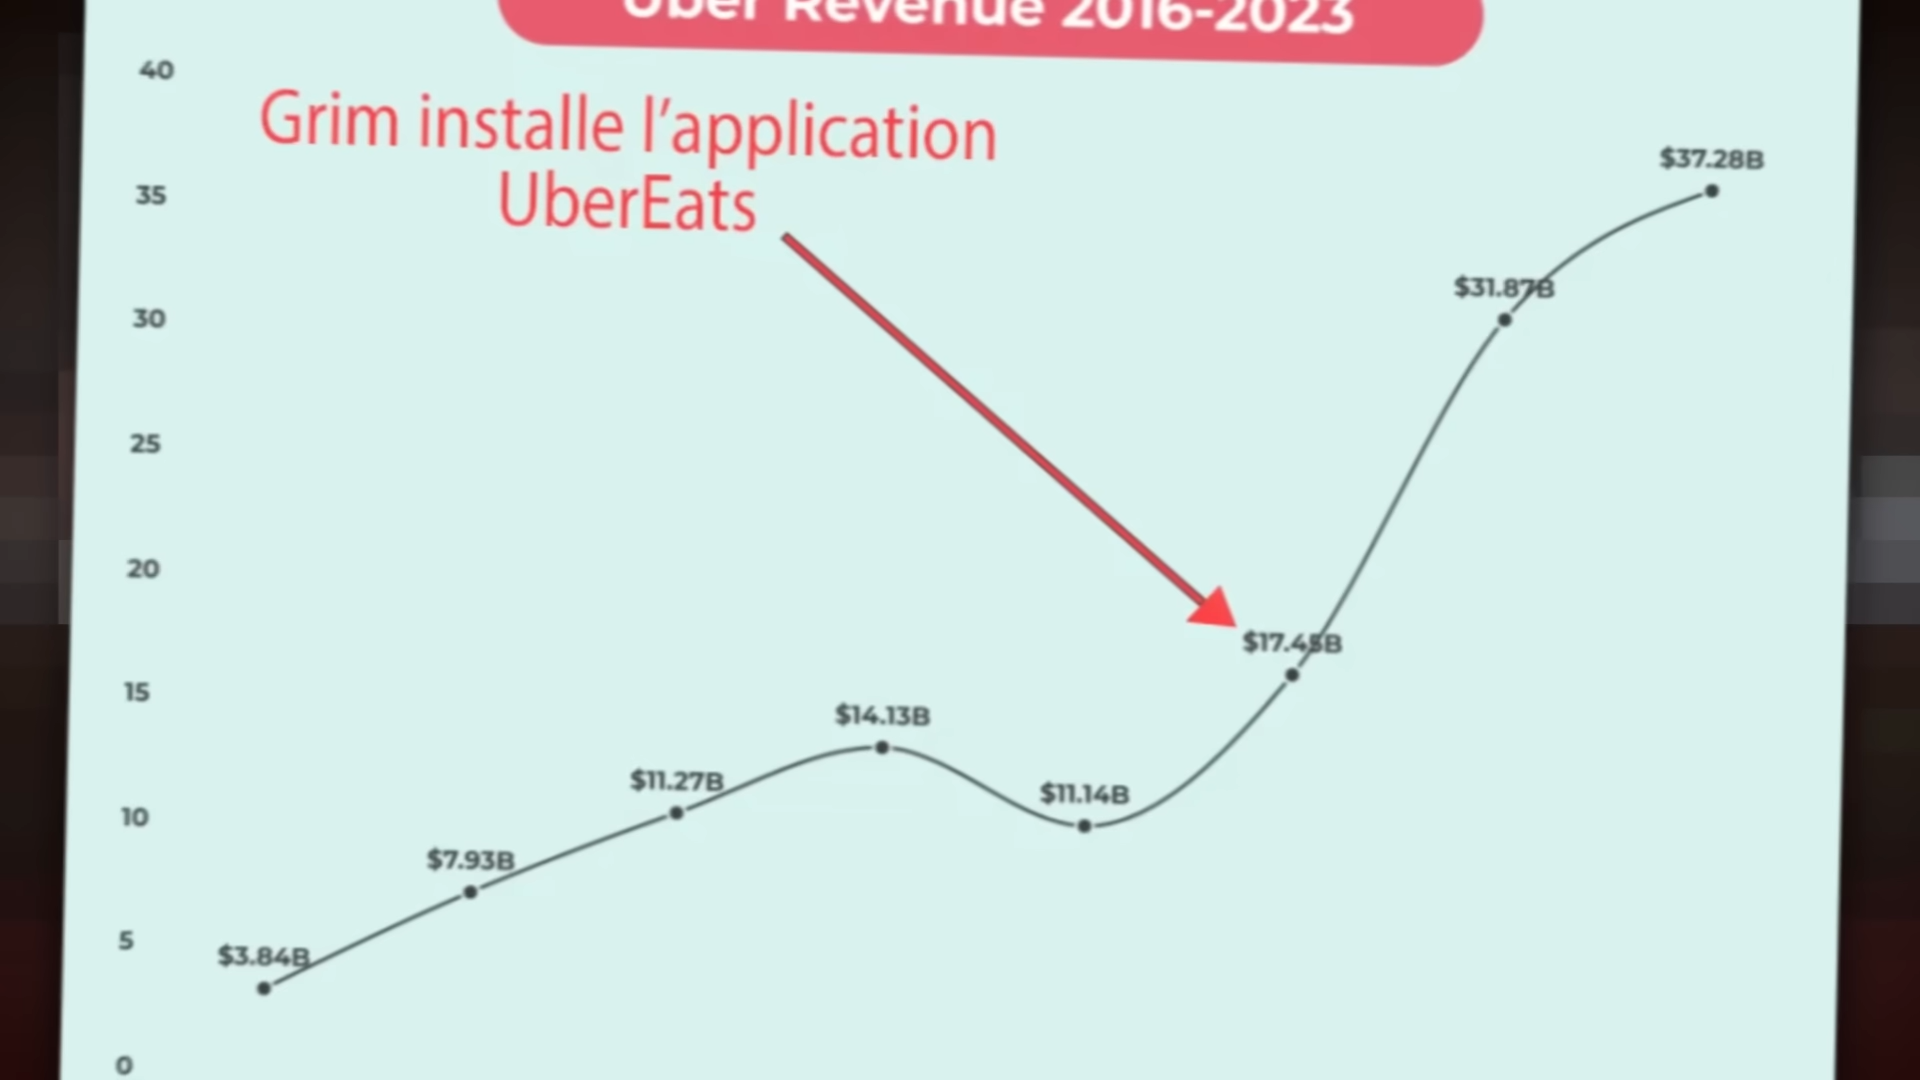 Uber Revenue 2016-2023
40
Grim installe l'application
UberEats
$37.28B
35
$31.87B
30
25
20
$17.45B
15
$14.13B
$11.27B
$11.14B
10
$7.93B
5
$3.84B
0